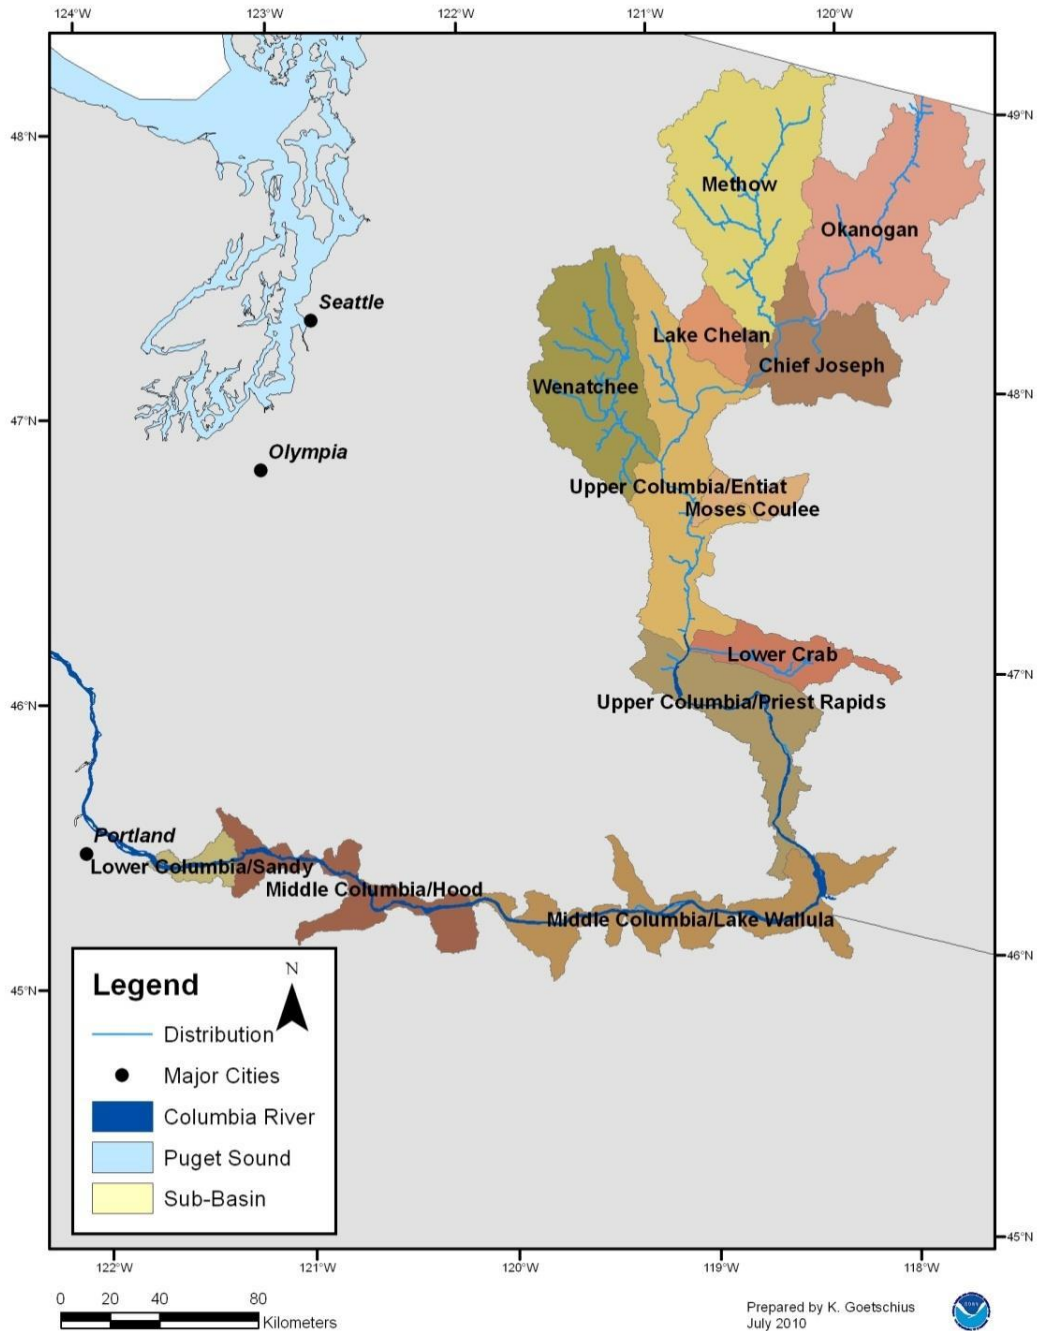 124°W 123°W 122°W 121°W 120°W
48°N
49°N
Methow
Okanogan
Seattle
Lake Chelan
Chief Joseph
Wenatchee
48°N
47°N
Olympia
Upper Columbia/Entiat
Moses Coulee
Lower Crab
47°N
Upper Columbia/Priest Rapids
46°N
Portland
Lower Columbia/Sandy
Middle Columbia/Hood
Middle Columbia/Lake Wallula
46°N
45°N
Legend
N
Distribution
Major Cities
Columbia River
Puget Sound
Sub-Basin
45°N
122°W 121°W 120°W 119°W 118°W
0 20 40 80
Kilometers
Prepared by K. Goetschius
July 2010
NOAA